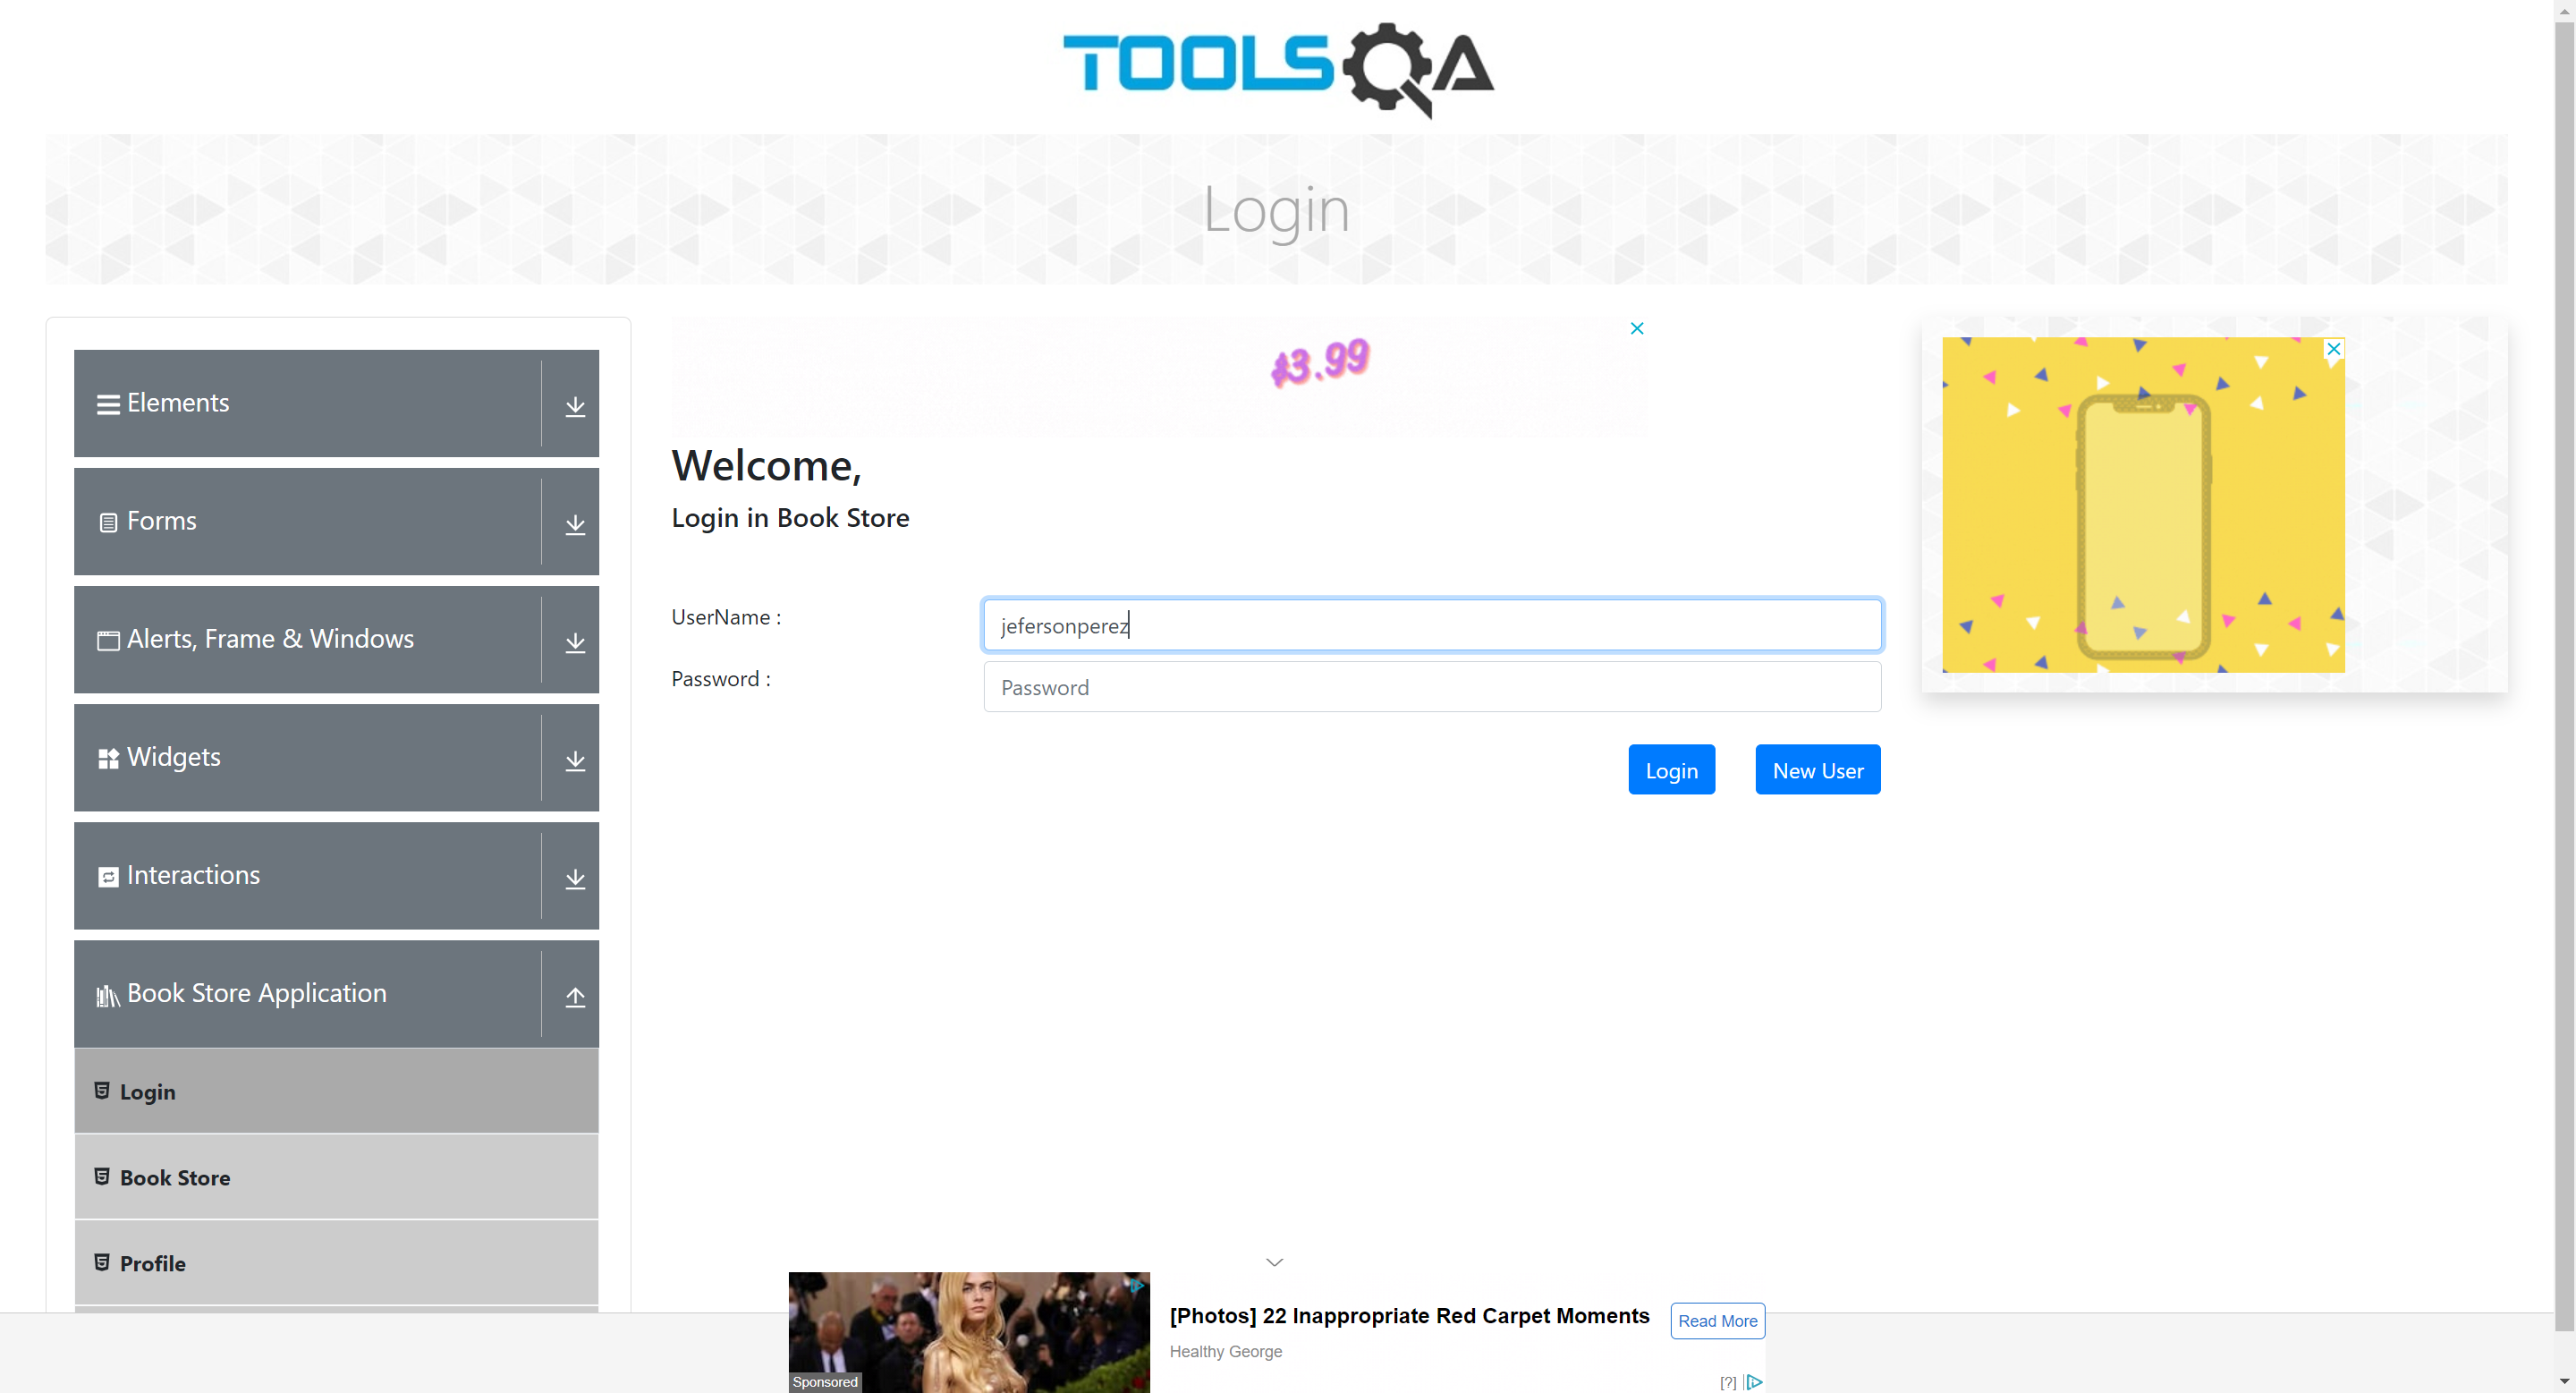 TOOLSQA
Login
Elements
Forms
Alerts, Frame & Windows
Widgets
Interactions
Book Store Application
Login
Book Store
Profile
$3.99
Welcome,
Login in Book Store
UserName :
jefersonperez
Password :
Password
Login
New User
[Photos] 22 Inappropriate Red Carpet Moments
Read More
Healthy George
Sponsored
[?]